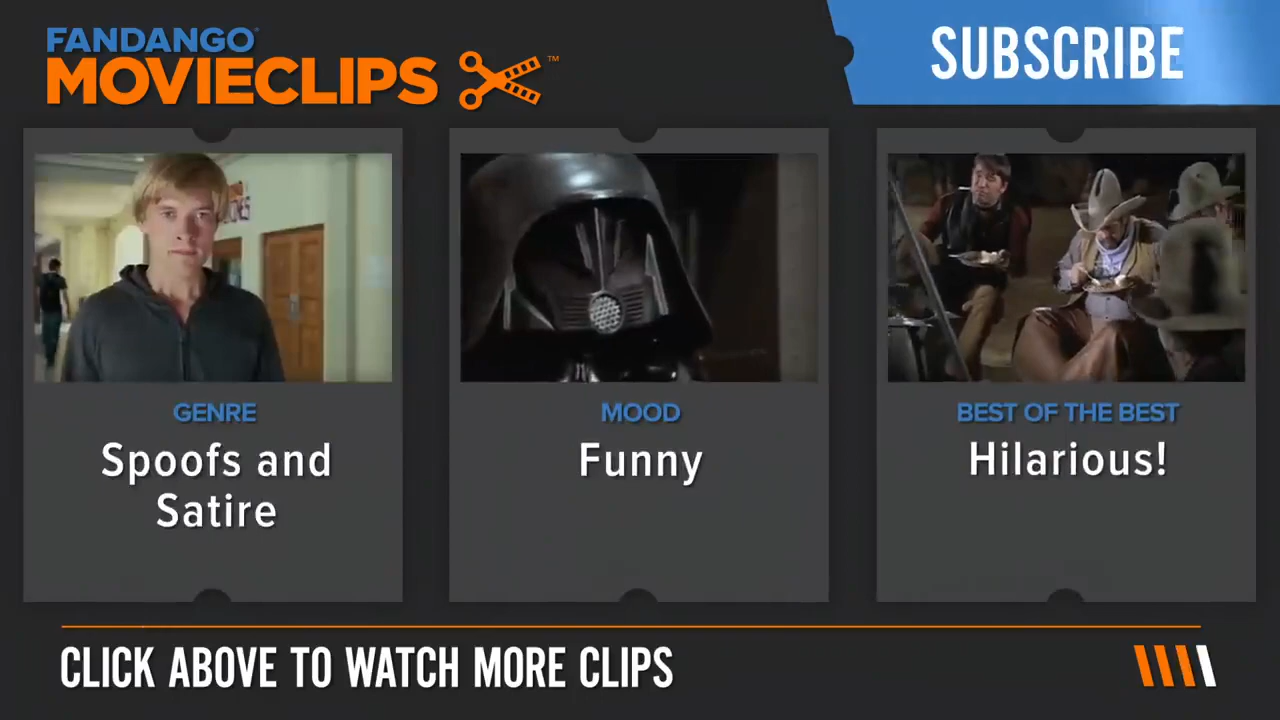 FANDANGO
MOVIECLIPS™
SUBSCRIBE
GENRE
Spoofs and
Satire
MOOD
Funny
BEST OF THE BEST
Hilarious!
CLICK ABOVE TO WATCH MORE CLIPS